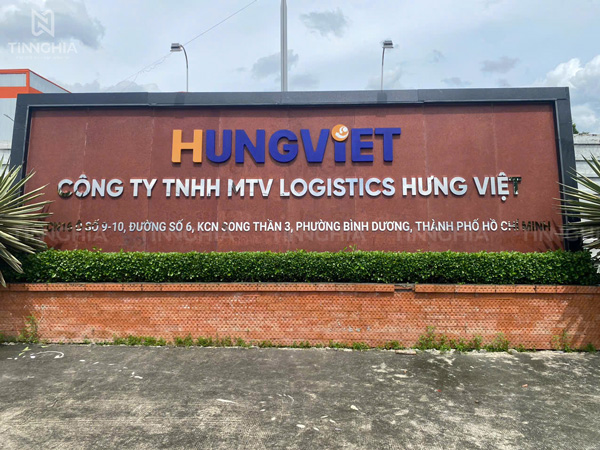 TINNGHIA
HUNGVIET
CÔNG TY TNHH MTV LOGISTICS HƯNG VIỆT
SỐ 9-10, ĐƯỜNG SỐ 6, KCN SONG THẦN 3, PHƯỜNG BÌNH DƯƠNG, THÀNH PHỐ HỒ CHÍ MINH